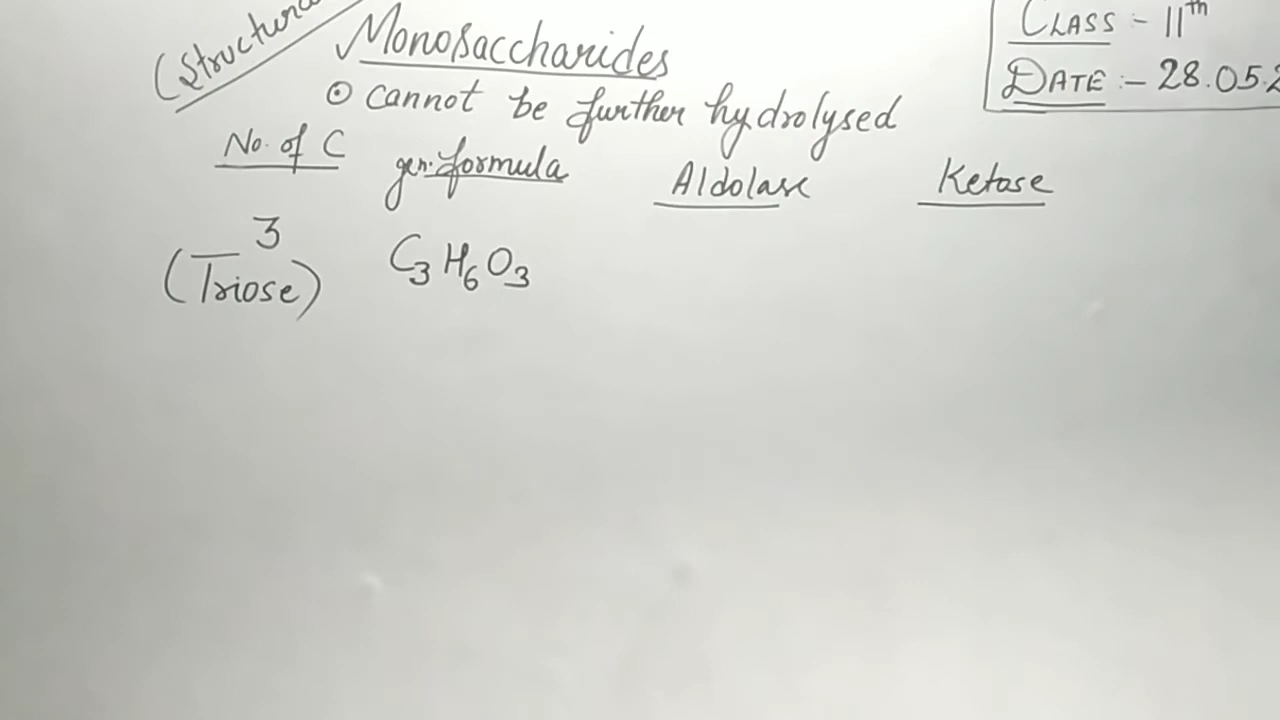 (Structura
Monosaccharides
⊙ cannot be further hydrolysed
CLASS :- 11th
DATE :- 28.05.2
No. of C gen. formula Aldolase Ketose
3
(Triose) C3H6O3